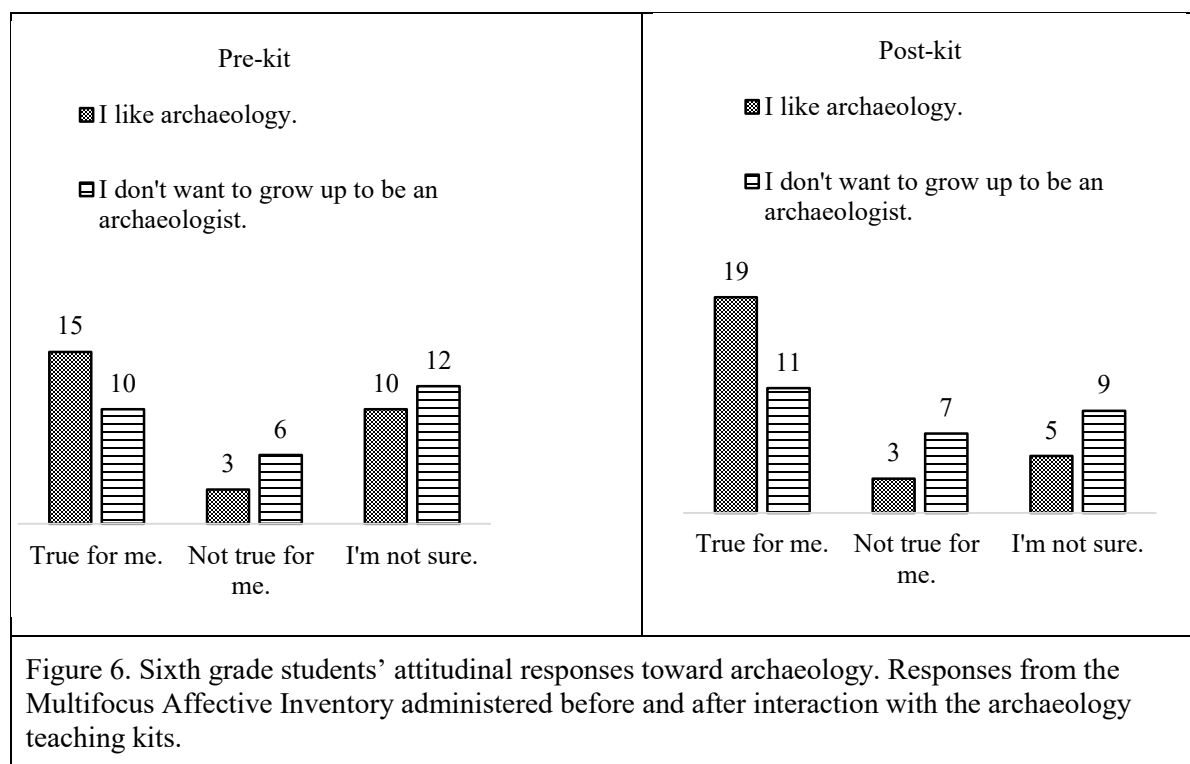 Pre-kit
I like archaeology.
I don't want to grow up to be an
archaeologist.
15
10
3
6
10
12
True for me.
Not true for
me.
I'm not sure.
Post-kit
I like archaeology.
I don't want to grow up to be an
archaeologist.
19
11
3
7
5
9
True for me.
Not true for
me.
I'm not sure.
Figure 6. Sixth grade students’ attitudinal responses toward archaeology. Responses from the
Multifocus Affective Inventory administered before and after interaction with the archaeology
teaching kits.